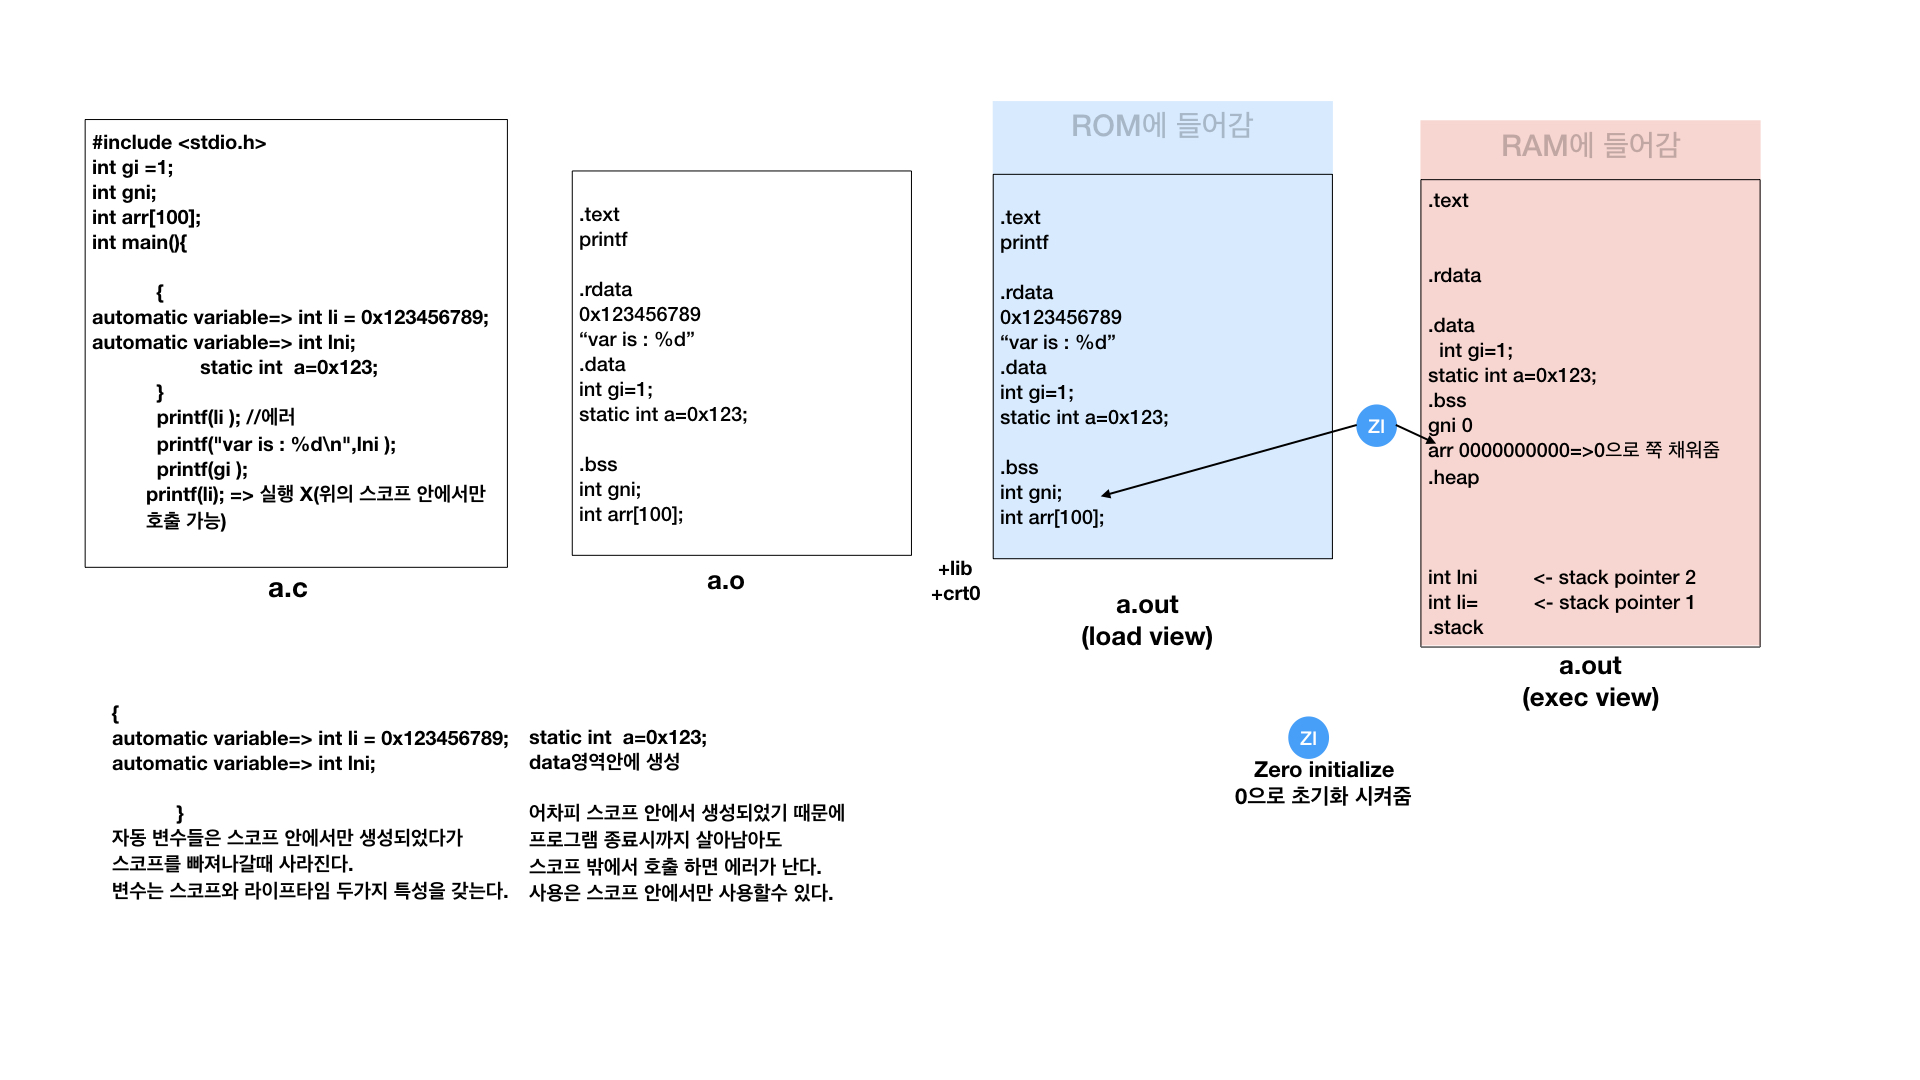 #include <stdio.h>
int gi =1;
int gni;
int arr[100];
int main(){
{
automatic variable=> int li = 0x123456789;
automatic variable=> int lni;
static int  a=0x123;
}
printf(li ); //에러
printf("var is : %d\n",lni );
printf(gi );
printf(li); => 실행 X(위의 스코프 안에서만
호출 가능)
a.c
.text
printf
.rdata
0x123456789
“var is : %d”
.data
int gi=1;
static int a=0x123;
.bss
int gni;
int arr[100];
a.o
+lib
+crt0
ROM에 들어감
.text
printf
.rdata
0x123456789
“var is : %d”
.data
int gi=1;
static int a=0x123;
.bss
int gni;
int arr[100];
a.out
(load view)
ZI
RAM에 들어감
.text
.rdata
.data
int gi=1;
static int a=0x123;
.bss
gni 0
arr 0000000000=>0으로 쭉 채워줌
.heap
int lni <- stack pointer 2
int li= <- stack pointer 1
.stack
a.out
(exec view)
{
automatic variable=> int li = 0x123456789;
automatic variable=> int lni;
}
자동 변수들은 스코프 안에서만 생성되었다가
스코프를 빠져나갈때 사라진다.
변수는 스코프와 라이프타임 두가지 특성을 갖는다.
static int  a=0x123;
data영역안에 생성
어차피 스코프 안에서 생성되었기 때문에
프로그램 종료시까지 살아남아도
스코프 밖에서 호출 하면 에러가 난다.
사용은 스코프 안에서만 사용할수 있다.
ZI
Zero initialize
0으로 초기화 시켜줌